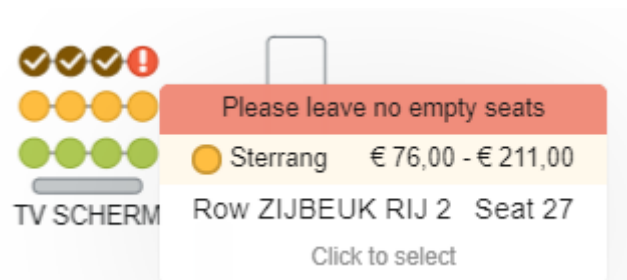 Please leave no empty seats
Sterrang € 76,00 - € 211,00
TV SCHERM
Row ZIJBEUK RIJ 2 Seat 27
Click to select